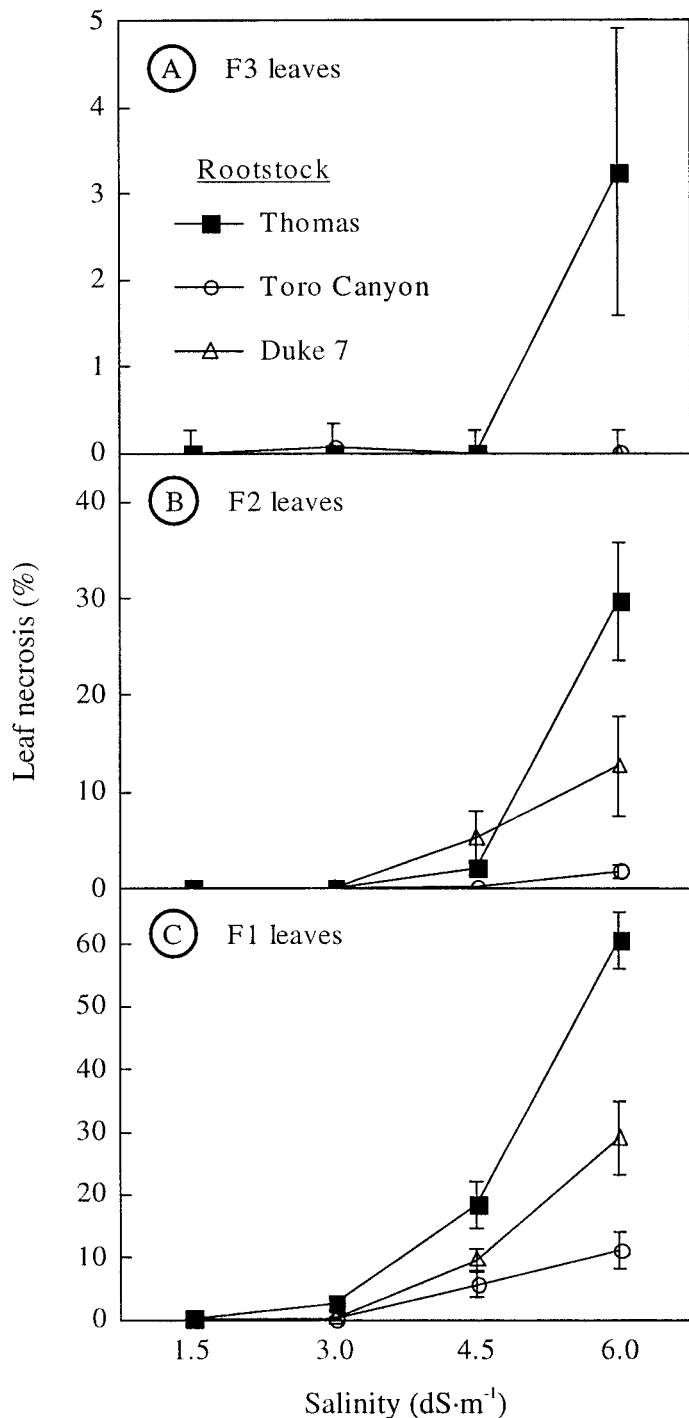 5
A F3 leaves
4
Rootstock
3
Thomas
2
Toro Canyon
1
Duke 7
0
B F2 leaves
40
30
20
10
0
Leaf necrosis (%)
C F1 leaves
60
50
40
30
20
10
0
1.5 3.0 4.5 6.0
Salinity (dS·m⁻¹)